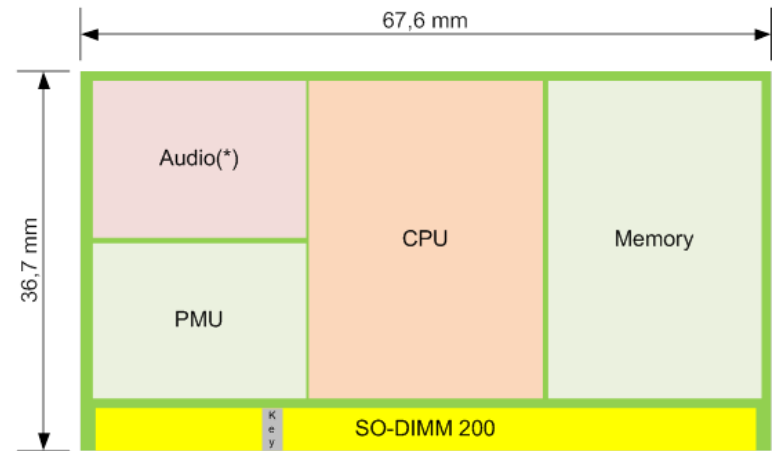 67,6 mm
36,7 mm
Audio(*)
CPU
Memory
PMU
Key
SO-DIMM 200